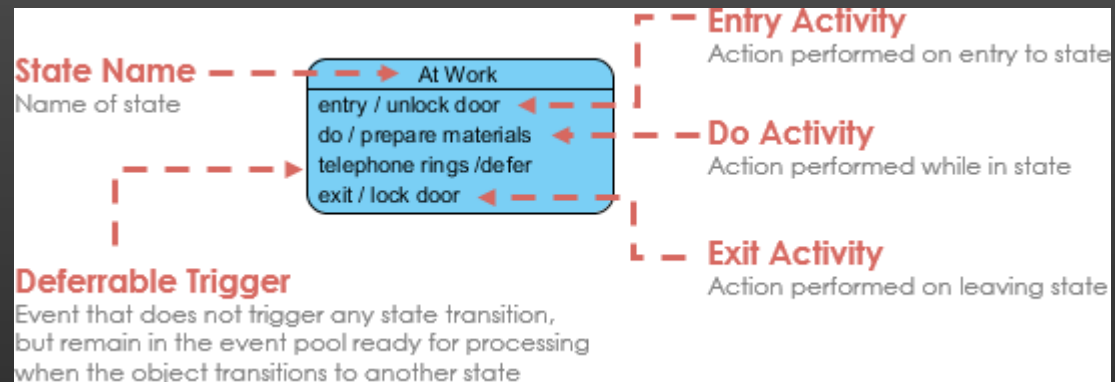 Entry Activity
Action performed on entry to state
State Name
Name of state
At Work
entry / unlock door
do / prepare materials
telephone rings /defer
exit / lock door
Do Activity
Action performed while in state
Exit Activity
Action performed on leaving state
Deferrable Trigger
Event that does not trigger any state transition,
but remain in the event pool ready for processing
when the object transitions to another state